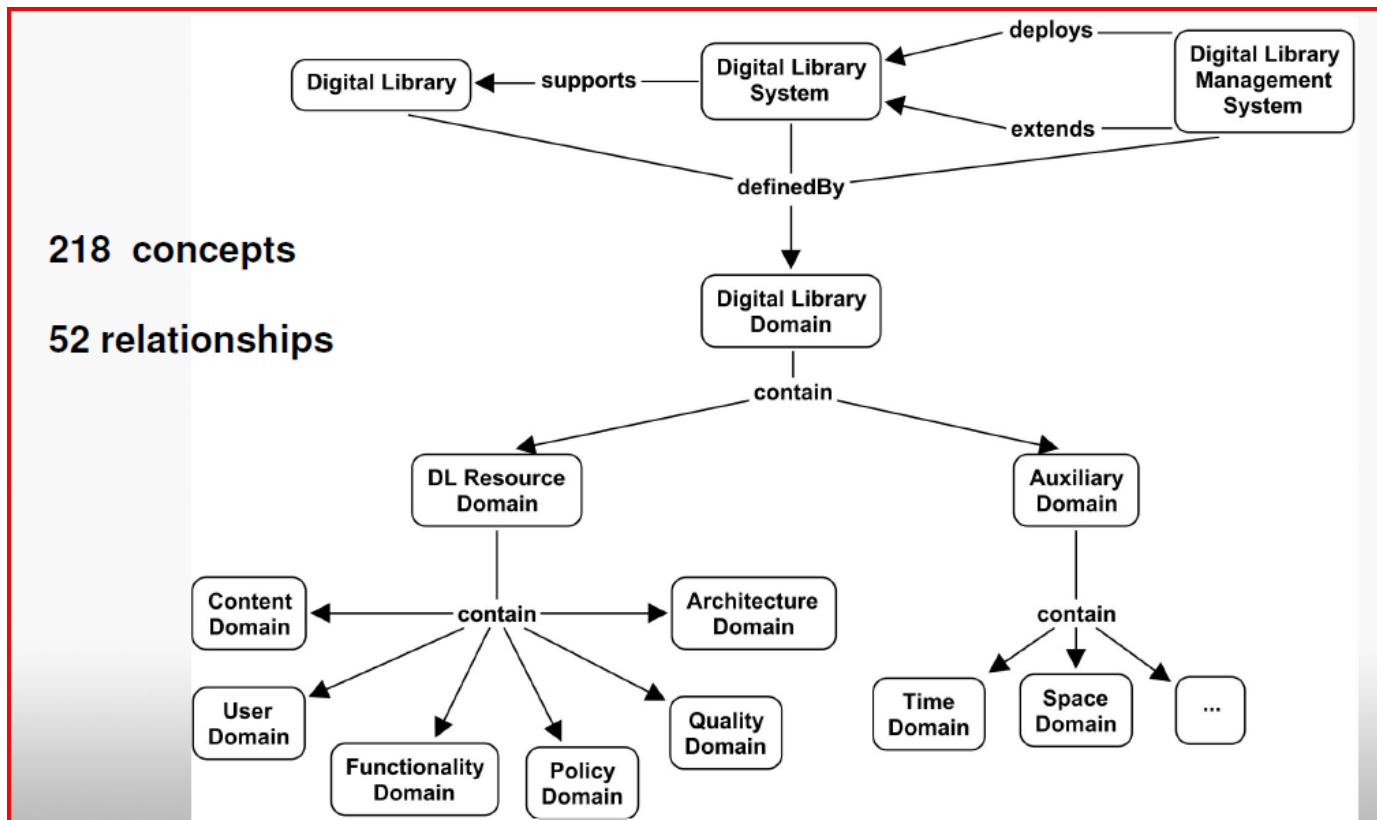 deploys
Digital Library
Management
System
Digital Library
System
supports
Digital Library
extends
definedBy
218 concepts
52 relationships
Digital Library
Domain
contain
DL Resource
Domain
Auxiliary
Domain
Content
Domain
contain
Architecture
Domain
contain
User
Domain
Functionality
Domain
Policy
Domain
Quality
Domain
Time
Domain
Space
Domain
...